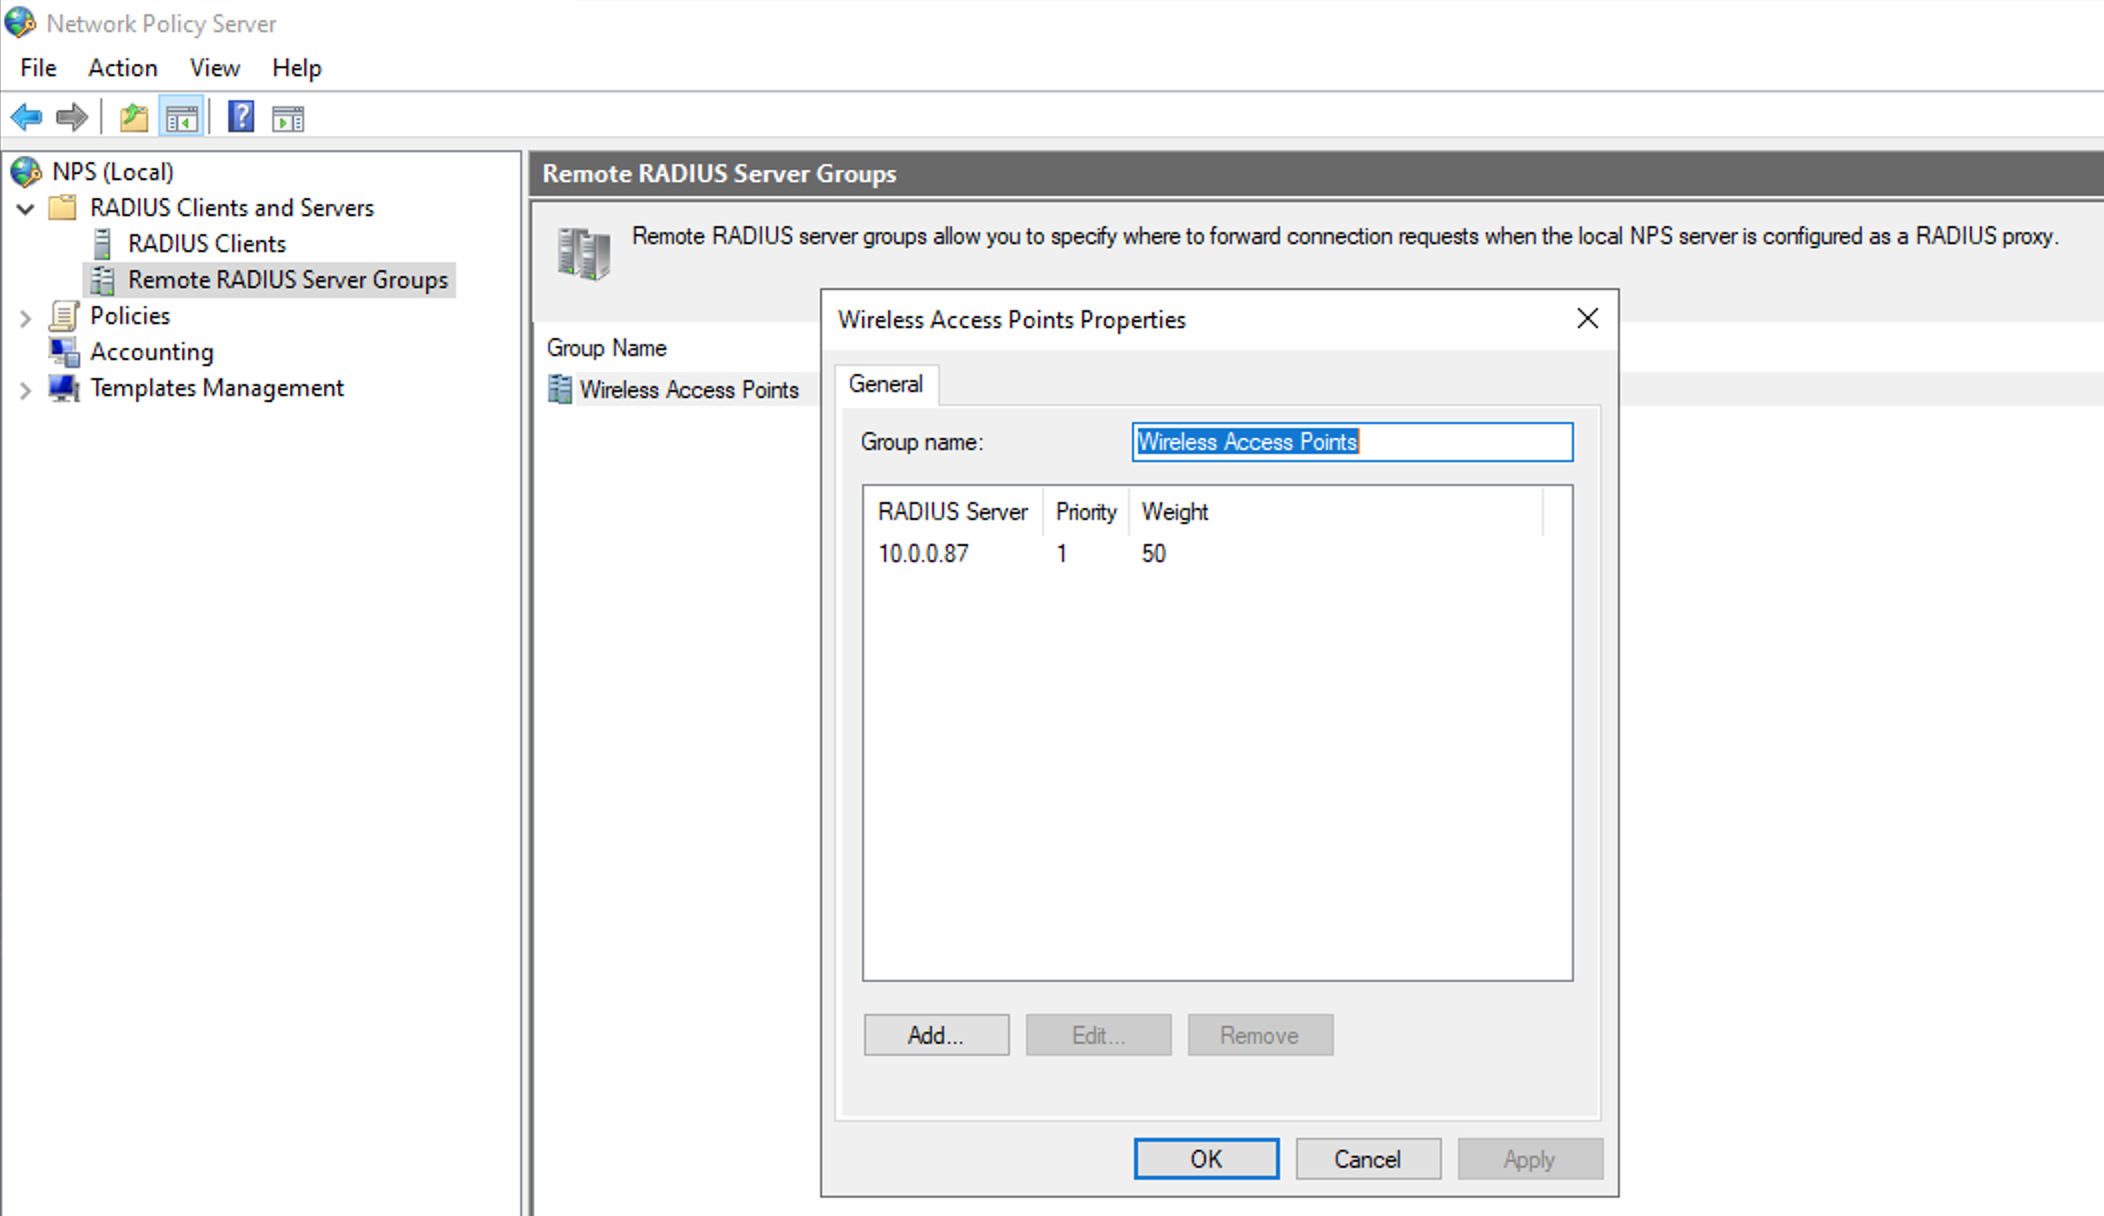 Network Policy Server
File Action View Help
NPS (Local)
RADIUS Clients and Servers
RADIUS Clients
Remote RADIUS Server Groups
Policies
Accounting
Templates Management
Remote RADIUS Server Groups
Remote RADIUS server groups allow you to specify where to forward connection requests when the local NPS server is configured as a RADIUS proxy.
Group Name
Wireless Access Points
Wireless Access Points Properties
General
Group name: Wireless Access Points
RADIUS Server Priority Weight
10.0.0.87 1 50
Add... Edit... Remove
OK Cancel Apply